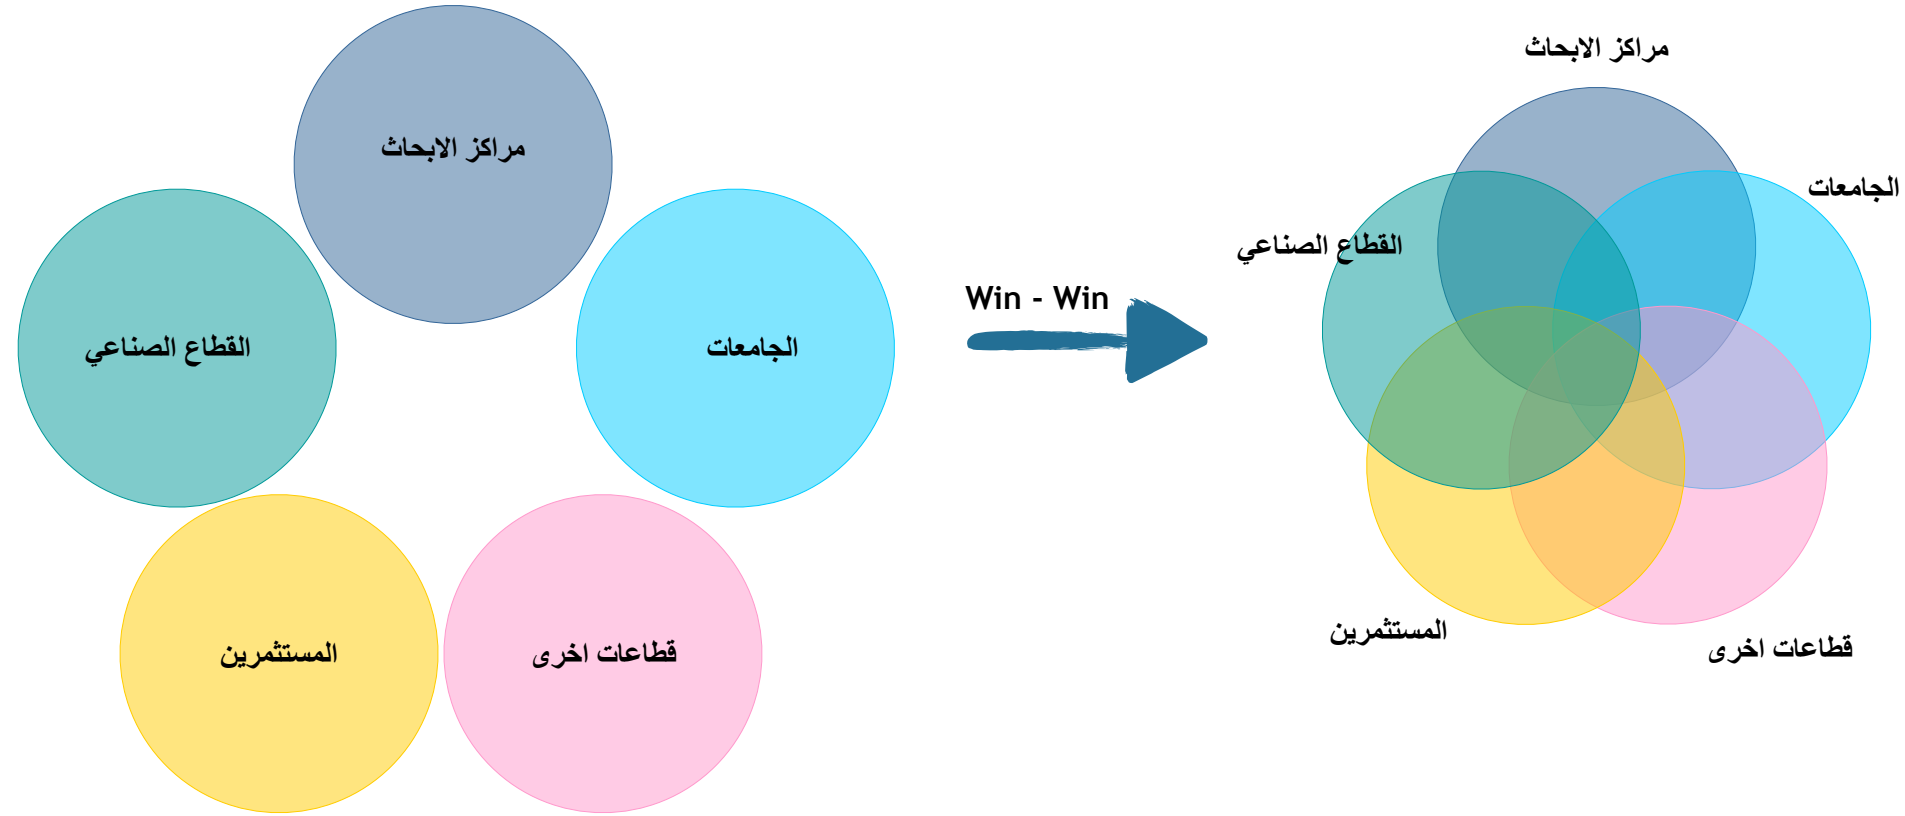 مراكز الابحاث
القطاع الصناعي
الجامعات
المستثمرين
قطاعات اخرى
Win - Win
مراكز الابحاث
الجامعات
القطاع الصناعي
المستثمرين
قطاعات اخرى